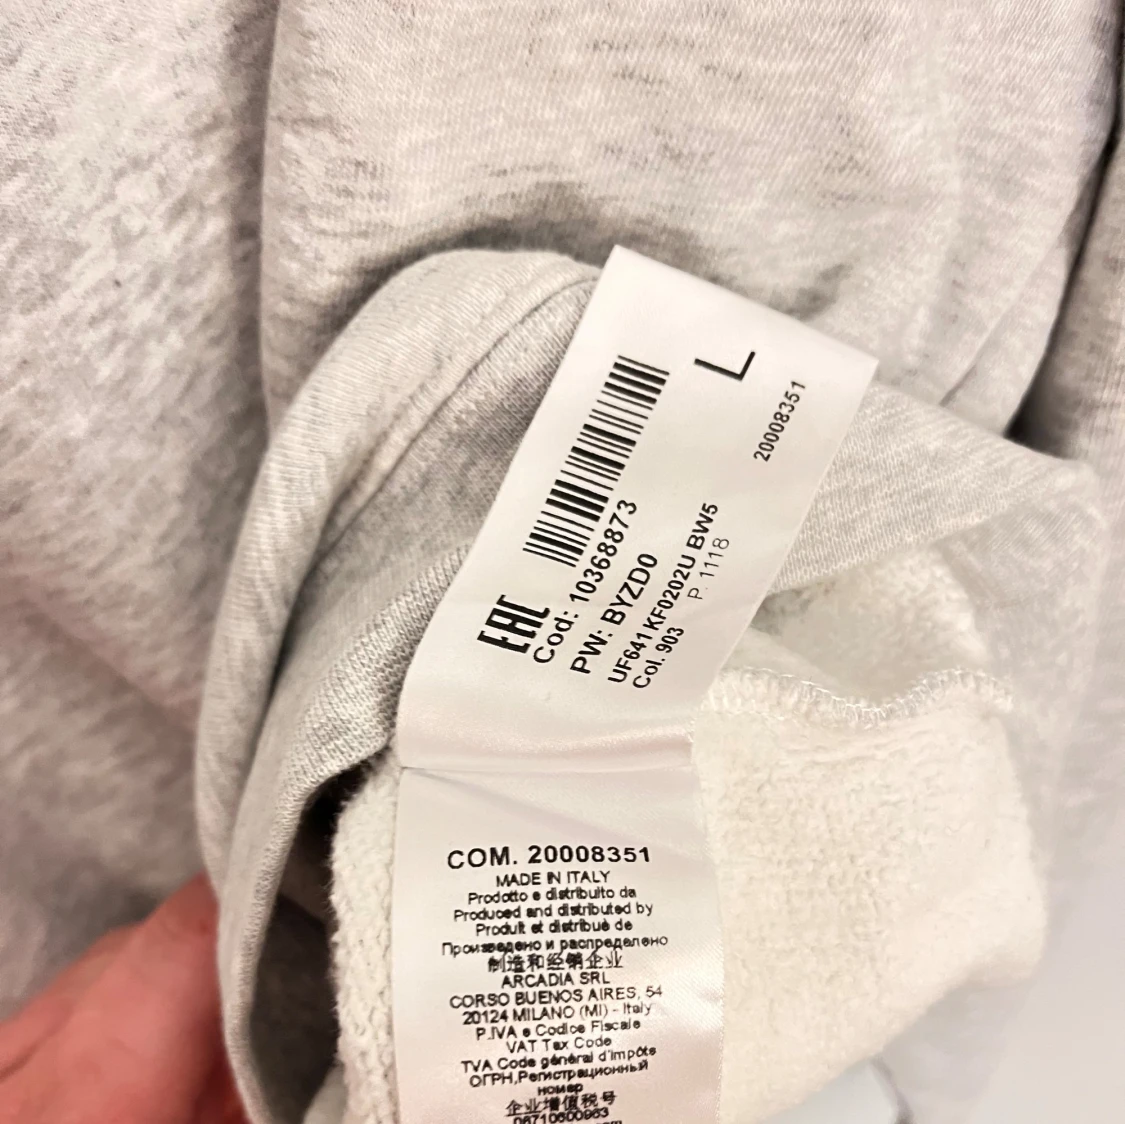 L
20008351
EAC
Cod: 10368873
PW: BYZD0
UF641 KF0202U BW5
Col. 903 P. 1118
COM. 20008351
MADE IN ITALY
Prodotto e distribuito da
Produced and distributed by
Produit et distribuè de
Произведено и распределено
制造和经销企业
ARCADIA SRL
CORSO BUENOS AIRES, 54
20124 MILANO (MI) - Italy
P.IVA e Codice Fiscale
VAT Tax Code
TVA Code général d'impôts
ОГРН,Регистрационный
номер
企业增值税号
06710600963